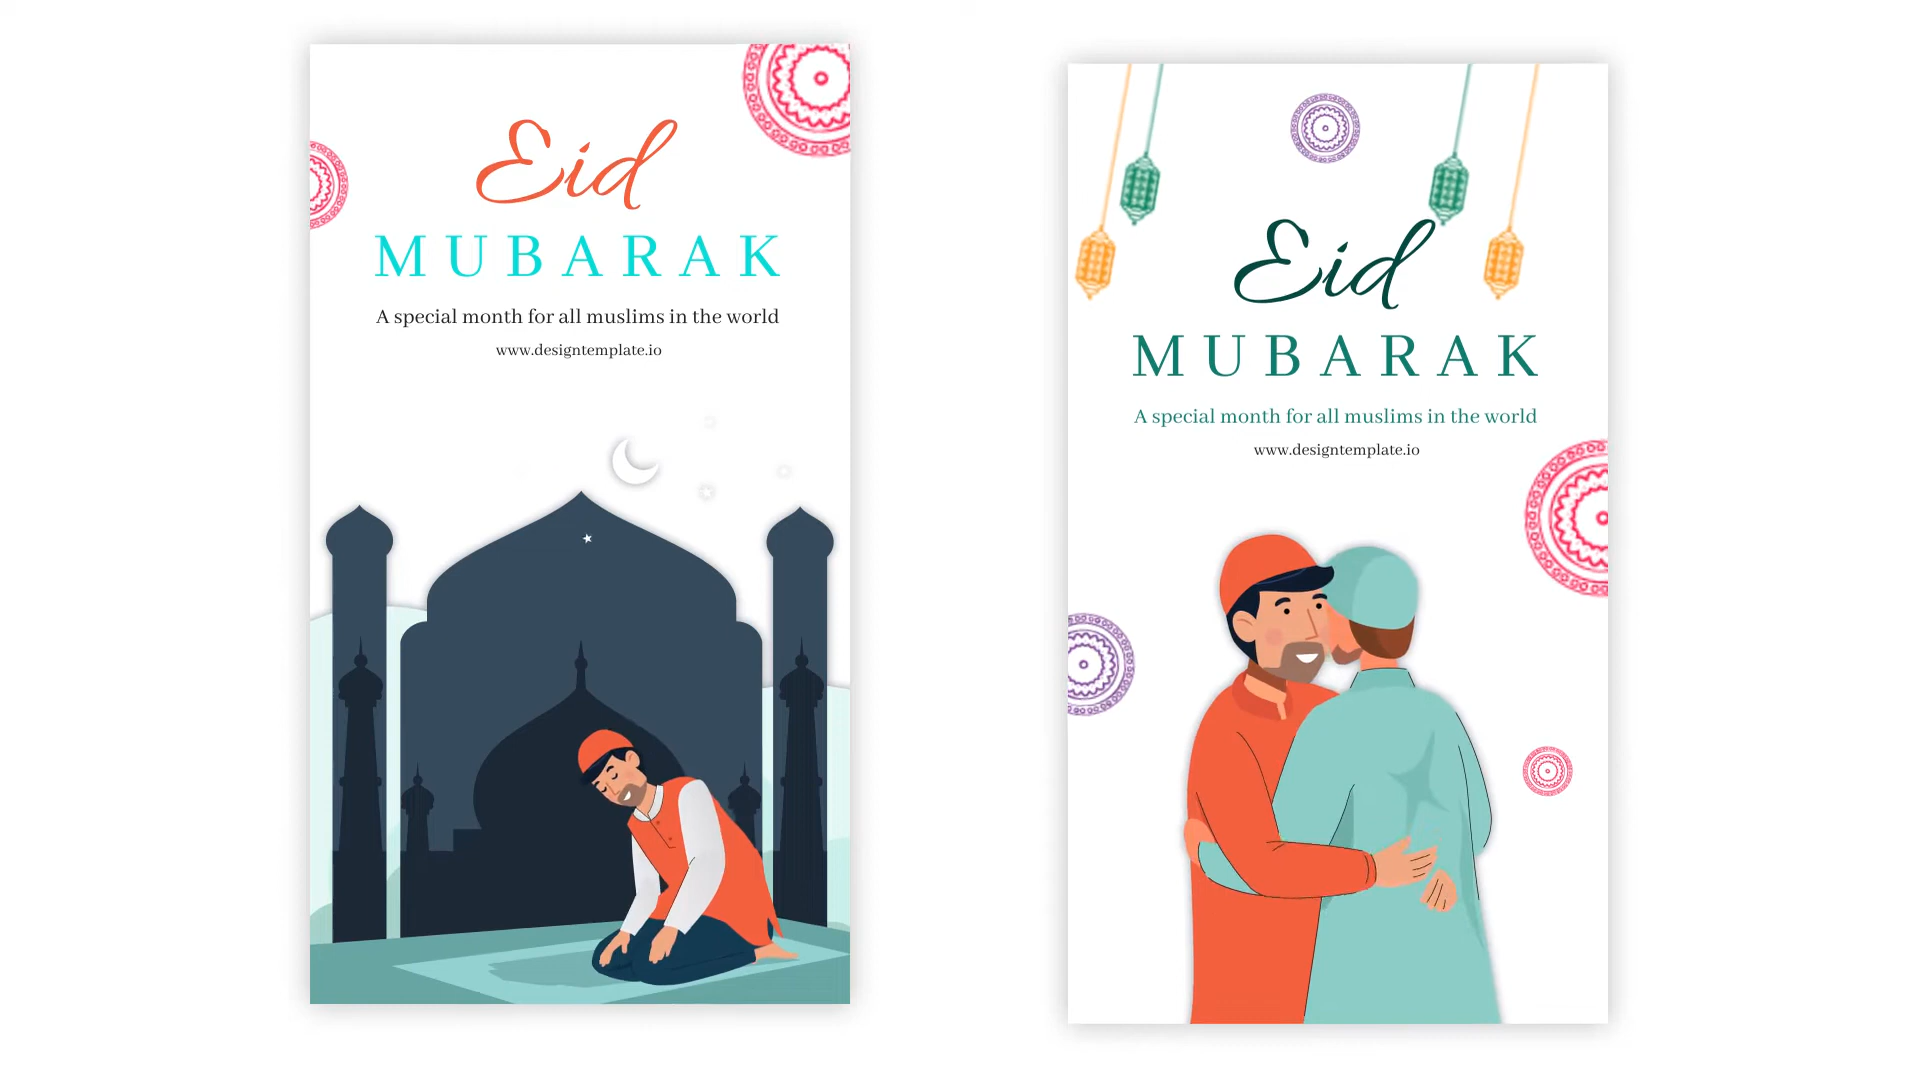 Eid
MUBARAK
A special month for all muslims in the world
www.designtemplate.io
Eid
MUBARAK
A special month for all muslims in the world
www.designtemplate.io